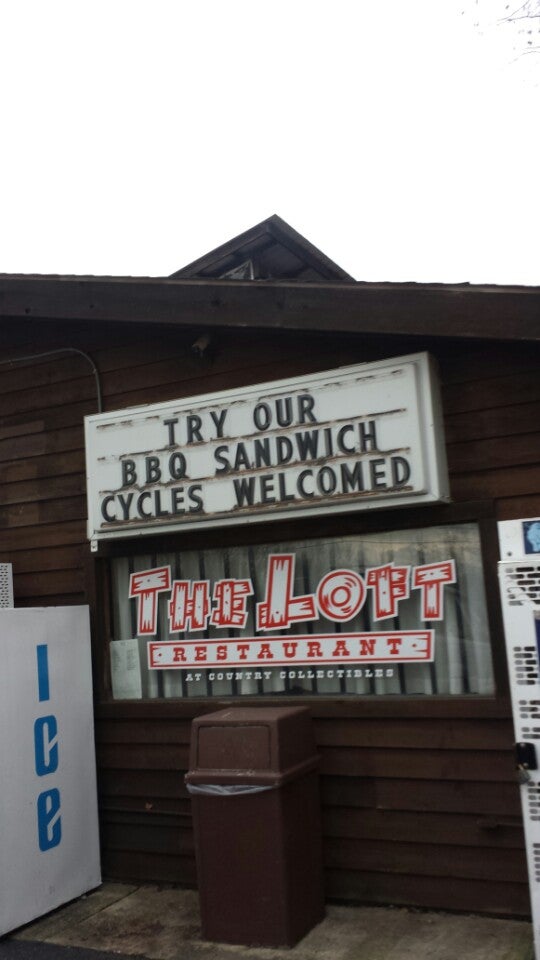 TRY OUR
BBQ SANDWICH
CYCLES WELCOMED
THE LOFT
RESTAURANT
AT COUNTRY COLLECTIBLES
ice